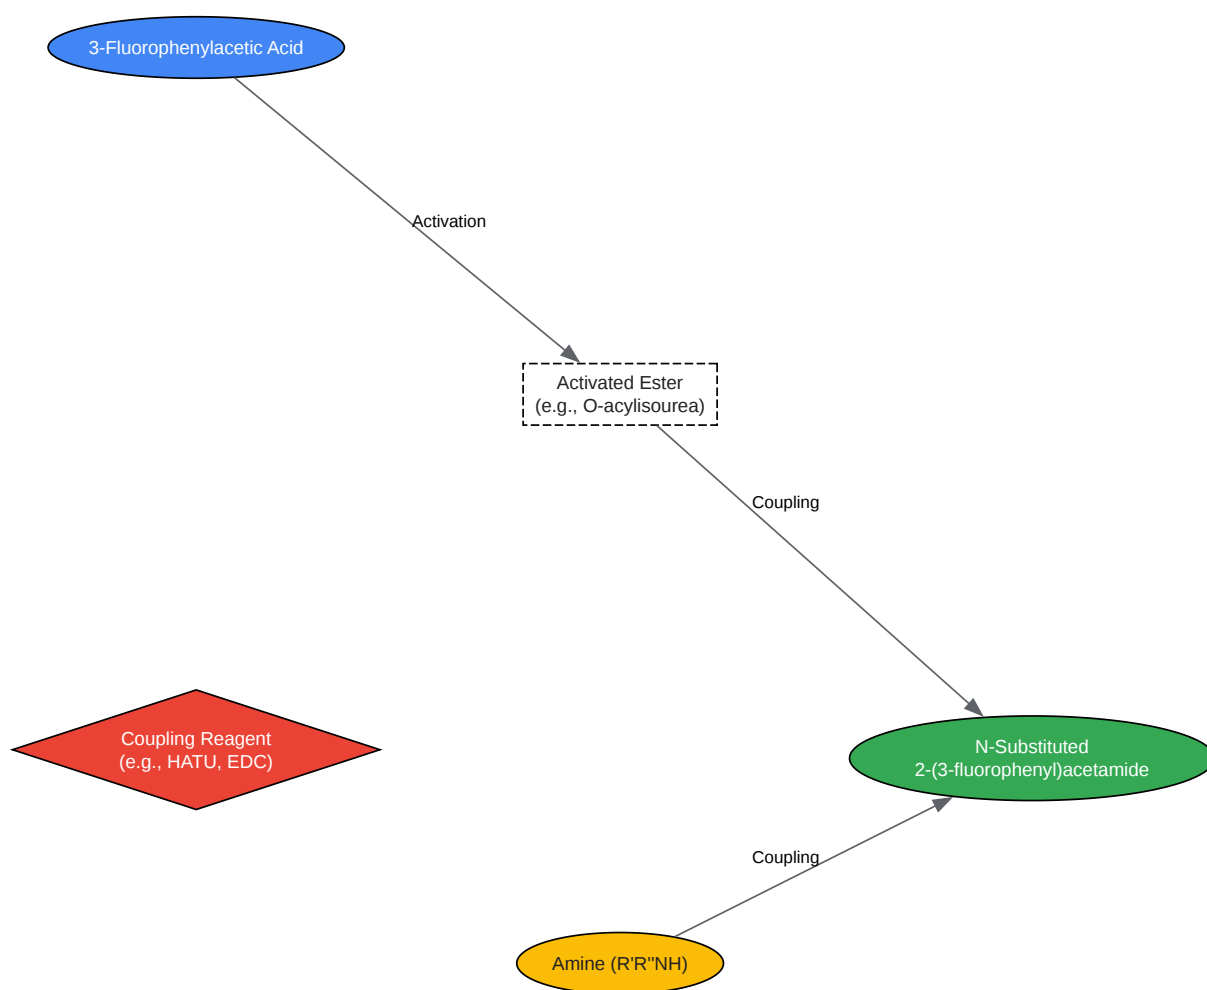 3-Fluorophenylacetic Acid
Activation
Activated Ester
(e.g., O-acylisourea)
Coupling
Coupling Reagent
(e.g., HATU, EDC)
N-Substituted
2-(3-fluorophenyl)acetamide
Coupling
Amine (R'R"NH)